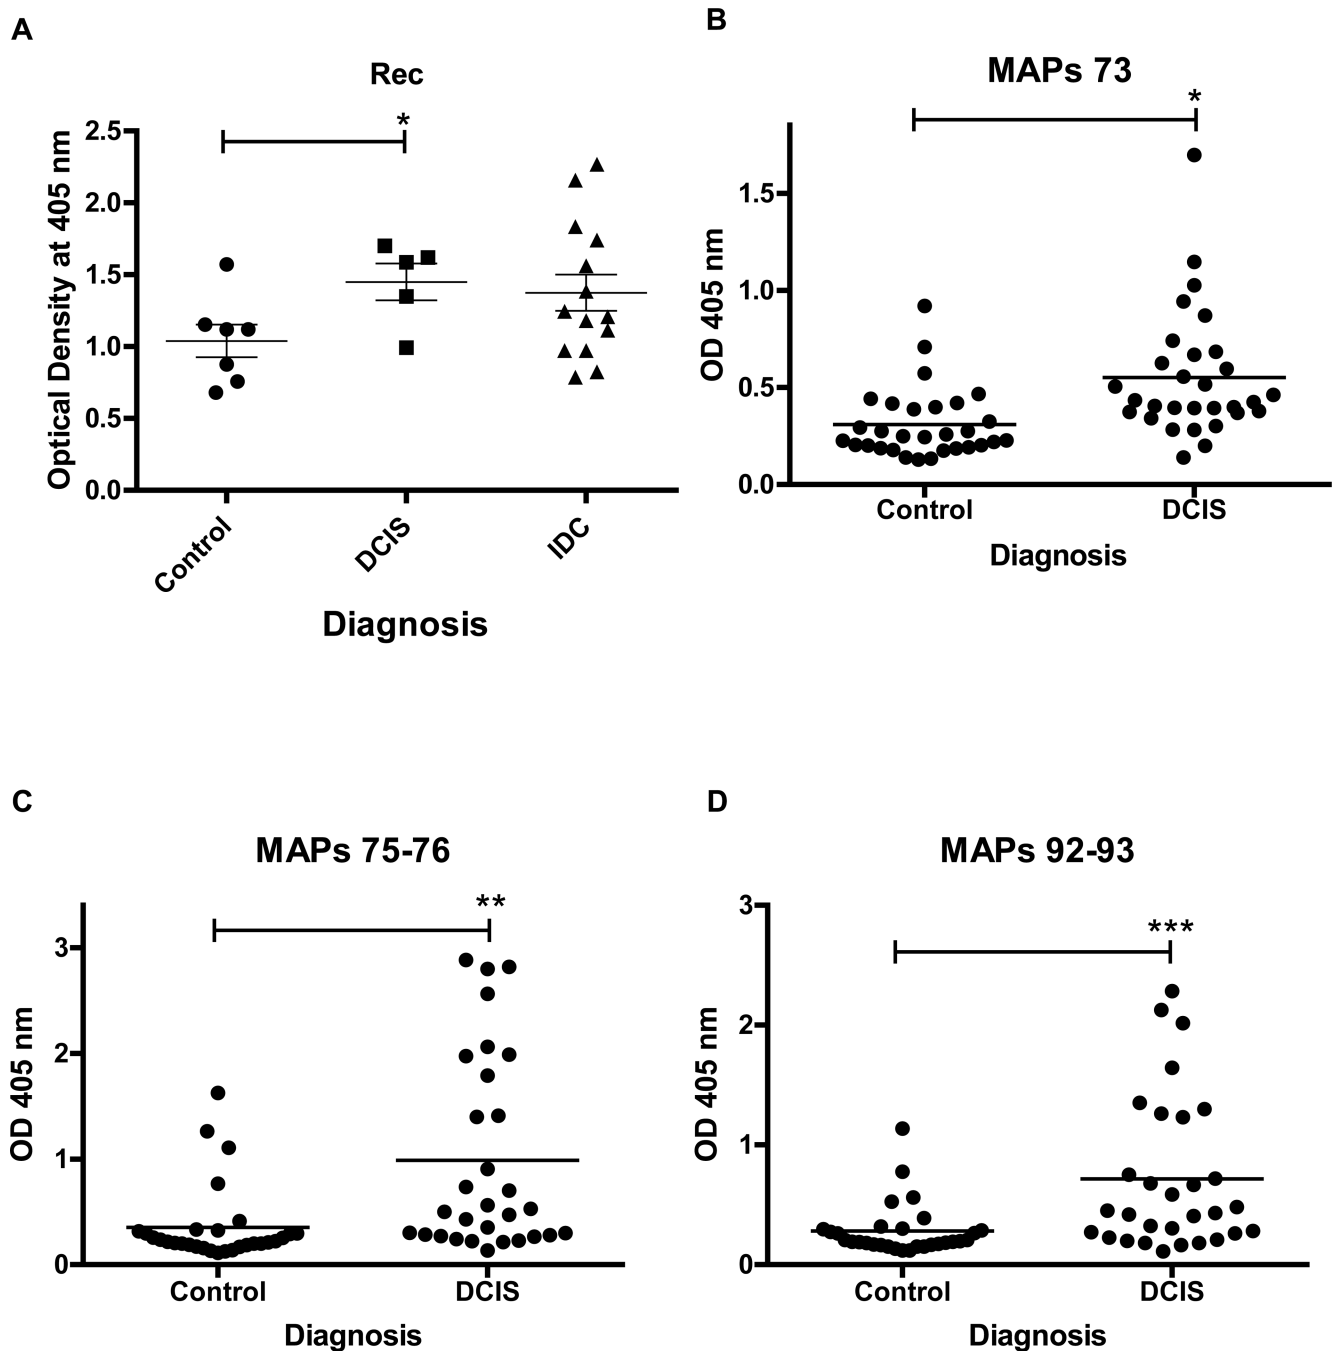 A
Rec
*
Optical Density at 405 nm
2.5
2.0
1.5
1.0
0.5
0.0
Control
DCIS
IDC
Diagnosis
B
MAPs 73
*
OD 405 nm
1.5
1.0
0.5
0.0
Control
DCIS
Diagnosis
C
MAPs 75-76
**
OD 405 nm
3
2
1
0
Control
DCIS
Diagnosis
D
MAPs 92-93
***
OD 405 nm
3
2
1
0
Control
DCIS
Diagnosis